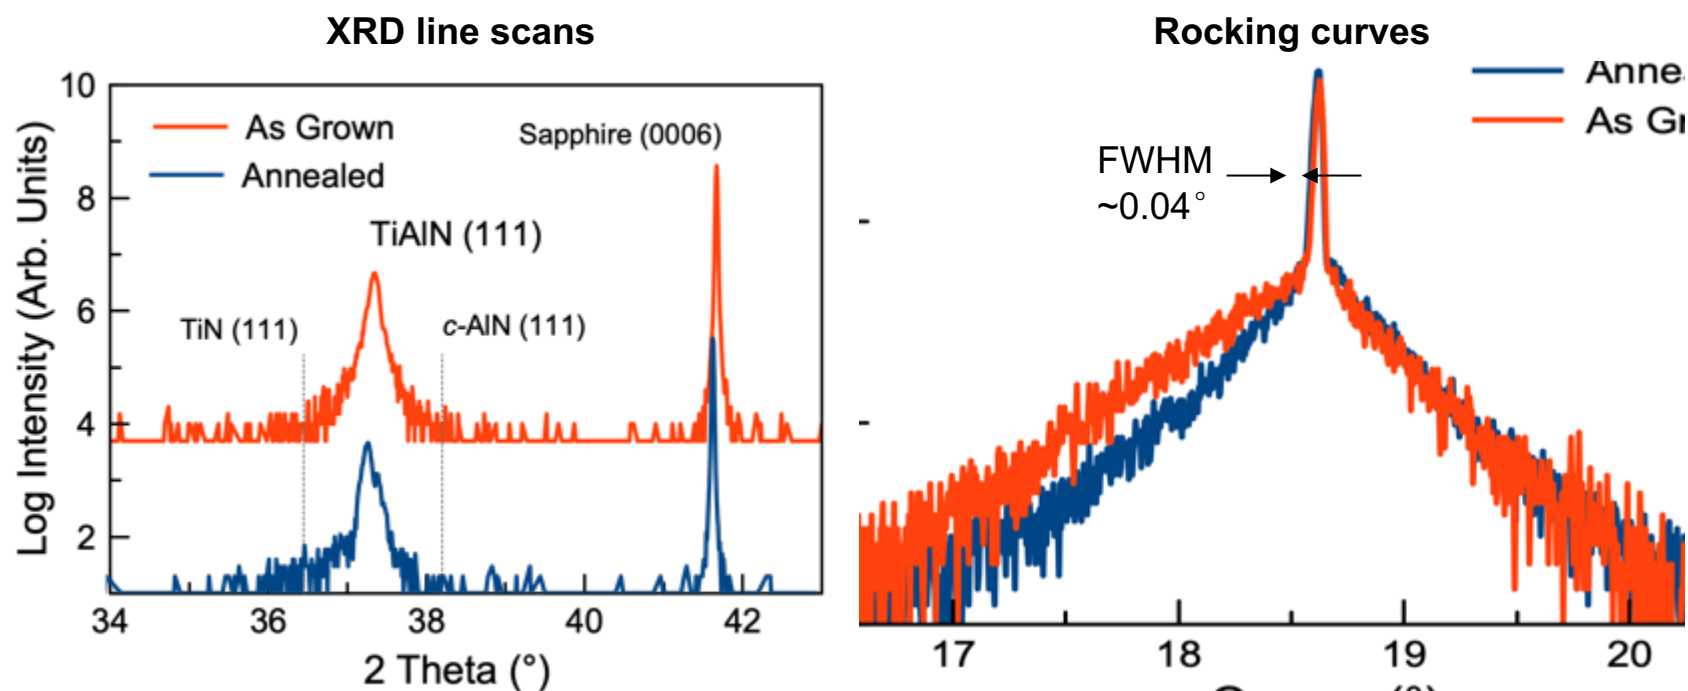 XRD line scans
10
8
6
4
2
Log Intensity (Arb. Units)
As Grown
Annealed
Sapphire (0006)
TiAlN (111)
TiN (111)
c-AlN (111)
34 36 38 40 42
2 Theta (°)
Rocking curves
FWHM
~0.04°
As
17 18 19 20